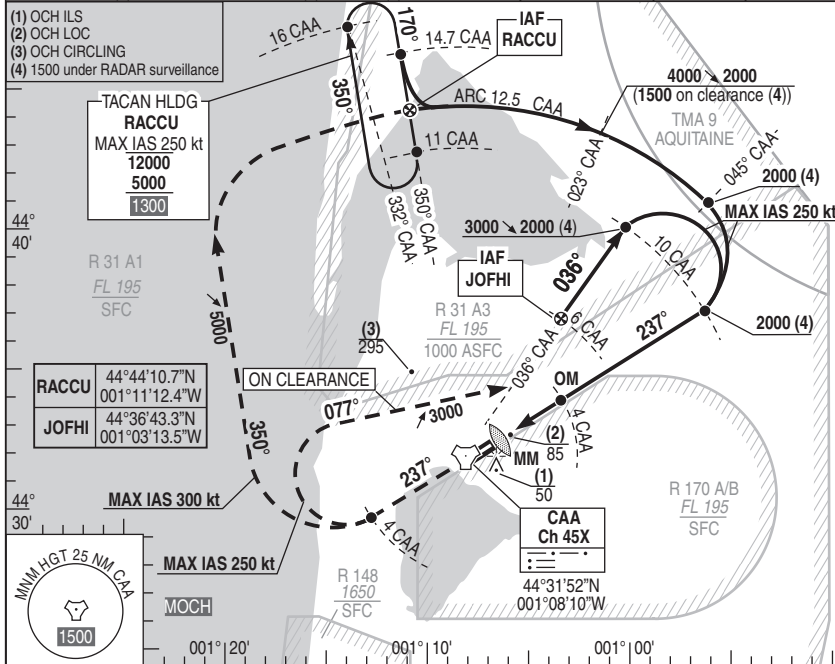 (1) OCH ILS
(2) OCH LOC
(3) OCH CIRCLING
(4) 1500 under RADAR surveillance
16 CAA
170°
14.7 CAA
IAF
RACCU
TACAN HLDG
RACCU
MAX IAS 250 kt
12000
5000
1300
350°
ARC 12.5 CAA
4000 ↘ 2000
(1500 on clearance (4))
TMA 9
AQUITAINE
11 CAA
332° CAA
350° CAA
023° CAA
045° CAA
2000 (4)
MAX IAS 250 kt
3000 ↘ 2000 (4)
10 CAA
44°
40'
IAF
JOFHI
036°
6 CAA
036° CAA
237°
2000 (4)
R 31 A1
FL 195
SFC
↘ 5000
350°
R 31 A3
FL 195
1000 ASFC
(3)
295
RACCU 44°44'10.7"N
001°11'12.4"W
JOFHI 44°36'43.3"N
001°03'13.5"W
ON CLEARANCE
077°
↗ 3000
OM
4 CAA
(2)
85
MM
(1)
50
237°
4 CAA
44°
30'
MAX IAS 300 kt
MAX IAS 250 kt
CAA
Ch 45X
44°31'52"N
001°08'10"W
R 170 A/B
FL 195
SFC
R 148
1650
SFC
MNM HGT 25 NM CAA
1500
MOCH
001°20'
001°10'
001°00'